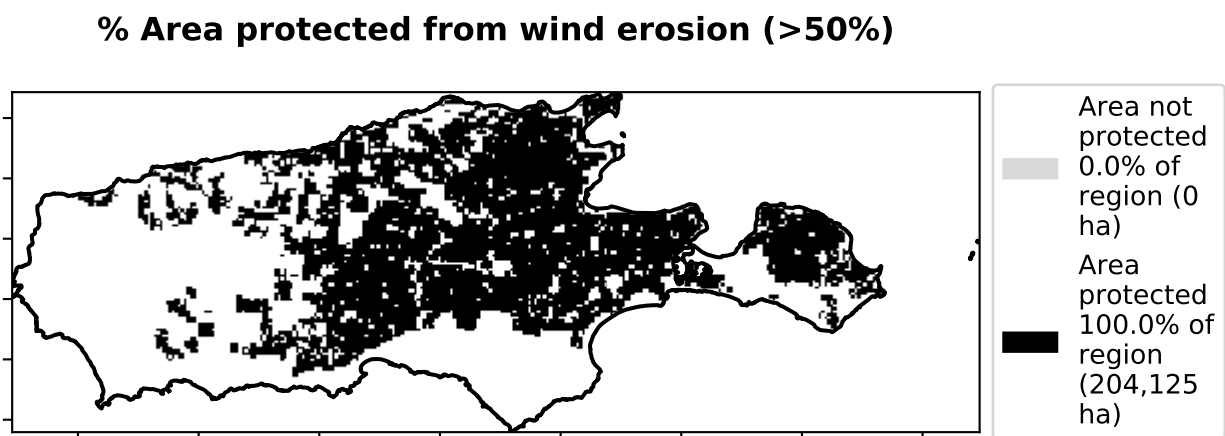 % Area protected from wind erosion (>50%)
Area not
protected
0.0% of
region (0
ha)
Area
protected
100.0% of
region
(204,125
ha)